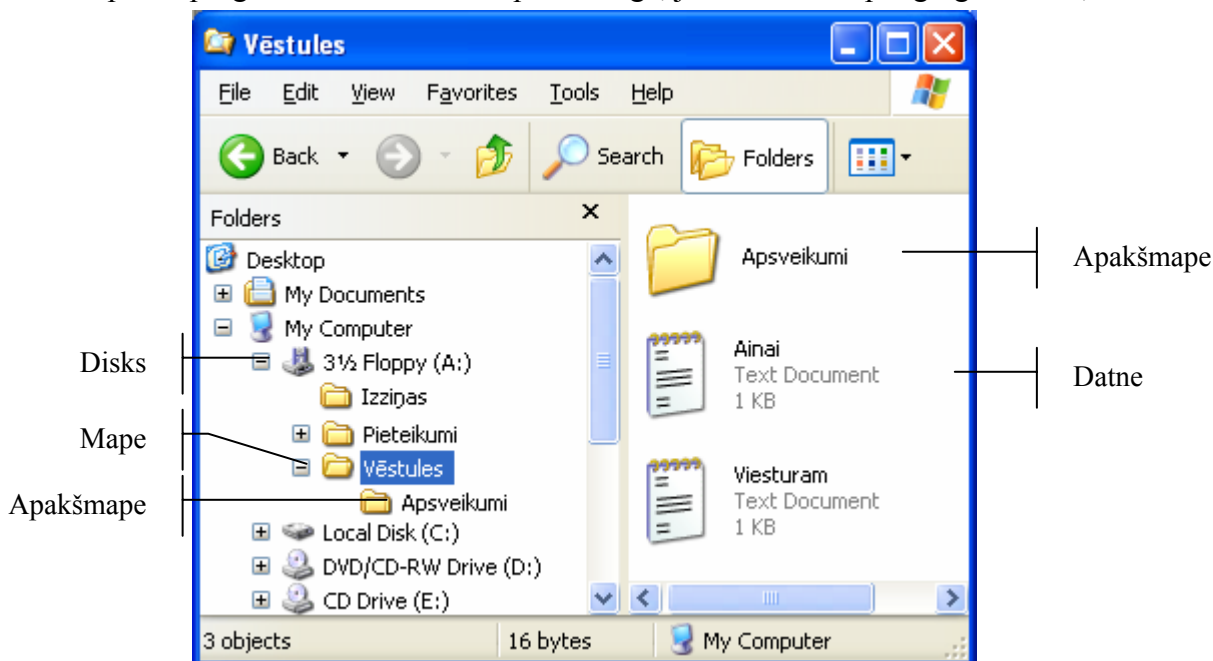 Vēstules
File Edit View Favorites Tools Help
Back Search Folders
Folders
Desktop
My Documents
My Computer
3½ Floppy (A:)
Izziņas
Pieteikumi
Vēstules
Apsveikumi
Local Disk (C:)
DVD/CD-RW Drive (D:)
CD Drive (E:)
Apsveikumi
Ainai
Text Document
1 KB
Viesturam
Text Document
1 KB
3 objects 16 bytes My Computer
Disks
Mape
Apakšmape
Apakšmape
Datne